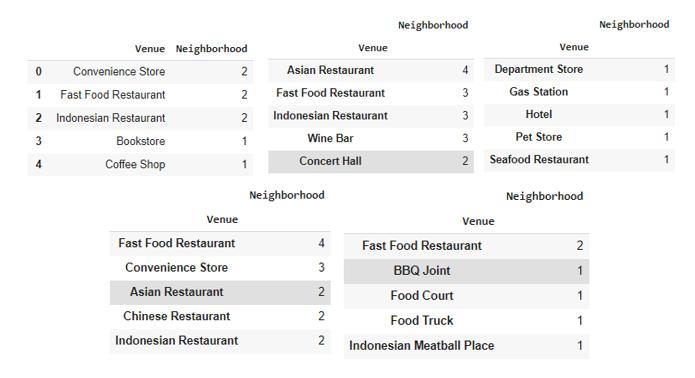 Venue Neighborhood
0 Convenience Store 2
1 Fast Food Restaurant 2
2 Indonesian Restaurant 2
3 Bookstore 1
4 Coffee Shop 1
Neighborhood
Venue
Asian Restaurant 4
Fast Food Restaurant 3
Indonesian Restaurant 3
Wine Bar 3
Concert Hall 2
Neighborhood
Venue
Department Store 1
Gas Station 1
Hotel 1
Pet Store 1
Seafood Restaurant 1
Neighborhood
Venue
Fast Food Restaurant 4
Convenience Store 3
Asian Restaurant 2
Chinese Restaurant 2
Indonesian Restaurant 2
Neighborhood
Venue
Fast Food Restaurant 2
BBQ Joint 1
Food Court 1
Food Truck 1
Indonesian Meatball Place 1